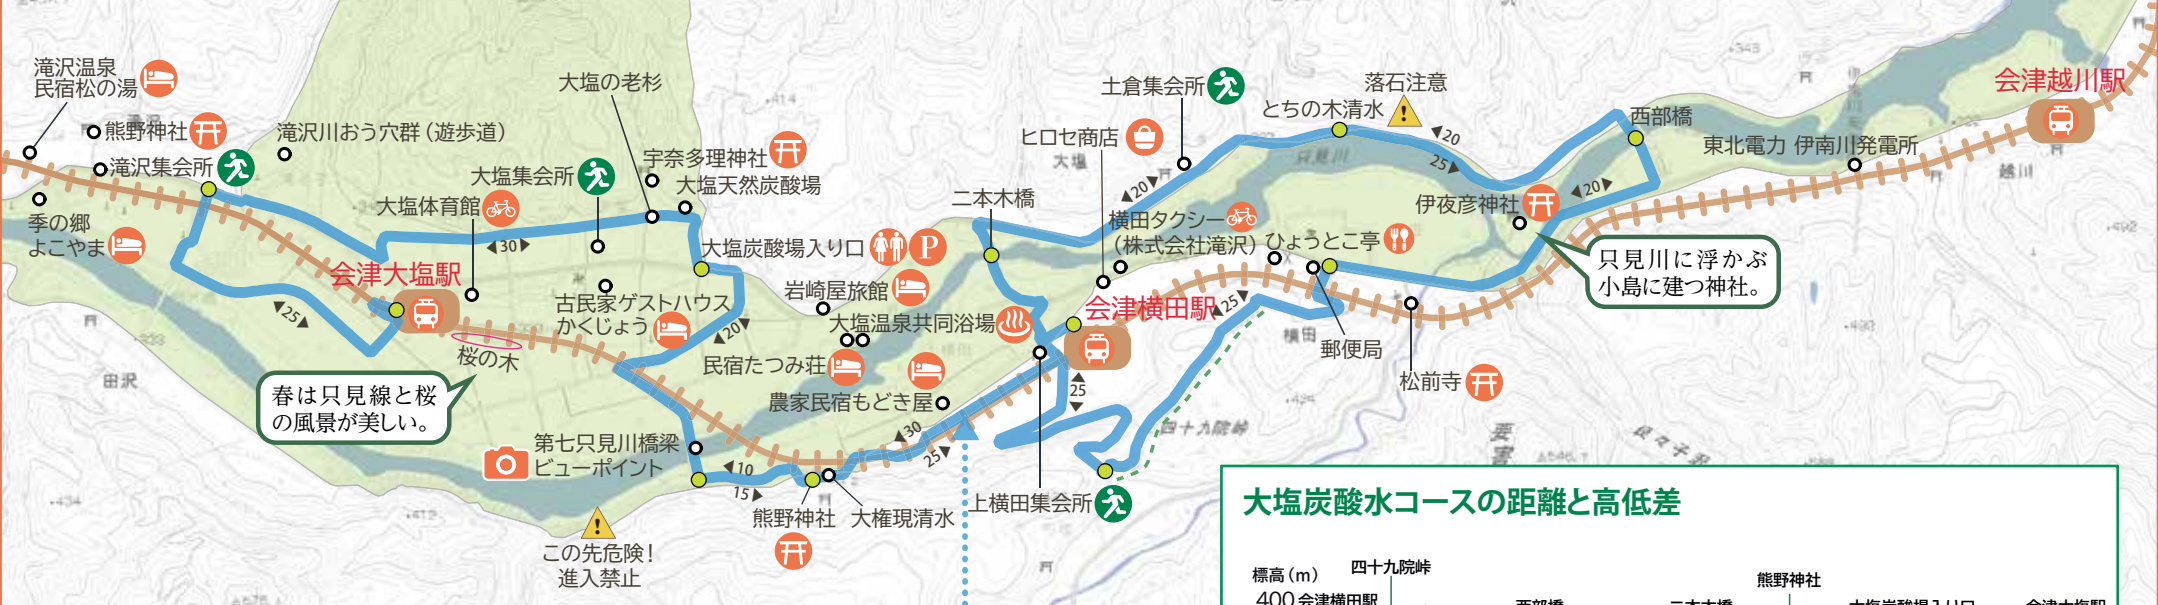 滝沢温泉
民宿松の湯
熊野神社
滝沢集会所
滝沢川おう穴群（遊歩道）
季の郷
よこやま
会津大塩駅
大塩体育館
大塩集会所
大塩の老杉
宇奈多理神社
大塩天然炭酸場
大塩炭酸場入り口
P
岩崎屋旅館
古民家ゲストハウス
かくじょう
大塩温泉共同浴場
民宿たつみ荘
農家民宿もどき屋
桜の木
春は只見線と桜
の風景が美しい。
第七只見川橋梁
ビューポイント
この先危険！
進入禁止
熊野神社
大権現清水
上横田集会所
二本木橋
ヒロセ商店
土倉集会所
とちの木清水
落石注意
横田タクシー
（株式会社滝沢）
ひょうとこ亭
会津横田駅
郵便局
松前寺
伊夜彦神社
西部橋
東北電力 伊南川発電所
会津越川駅
只見川に浮かぶ
小島に建つ神社。
◀30▶
◀25▶
◀20▶
◀10
15▶
◀30
25▶
◀25▶
◀25▶
◀20▶
◀20
25▶
◀20▶
大塩
只見川
横田
四十九院峠
田沢
越川
大塩炭酸水コースの距離と高低差
標高（m）
四十九院峠
熊野神社
400
会津横田駅
西部橋
二本木橋
大塩炭酸場入り口
会津大塩駅